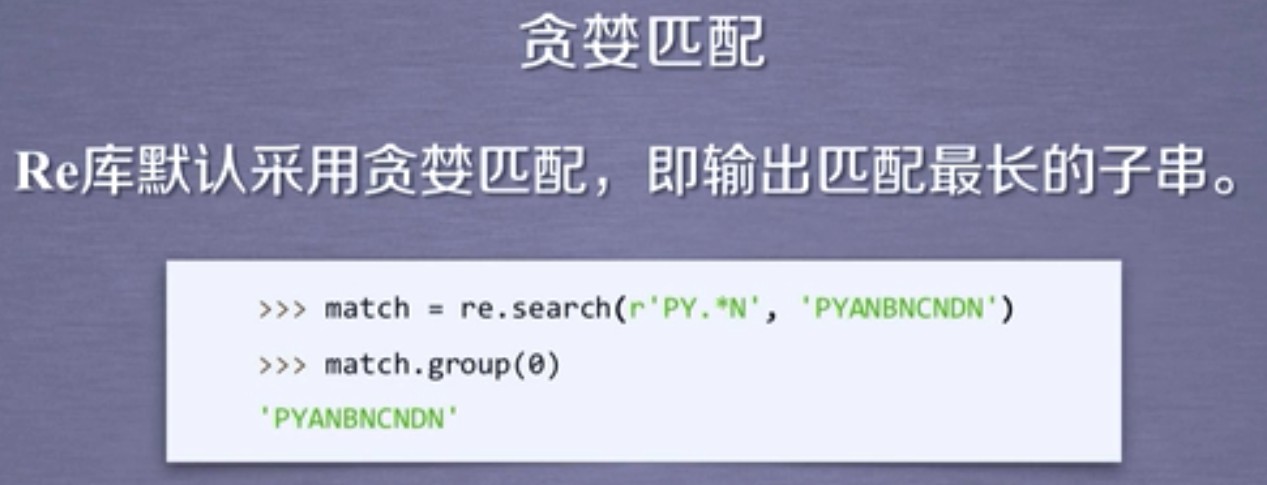 贪婪匹配
Re库默认采用贪婪匹配，即输出匹配最长的子串。
>>> match = re.search(r'PY.*N', 'PYANBNCNDN')
>>> match.group(0)
'PYANBNCNDN'